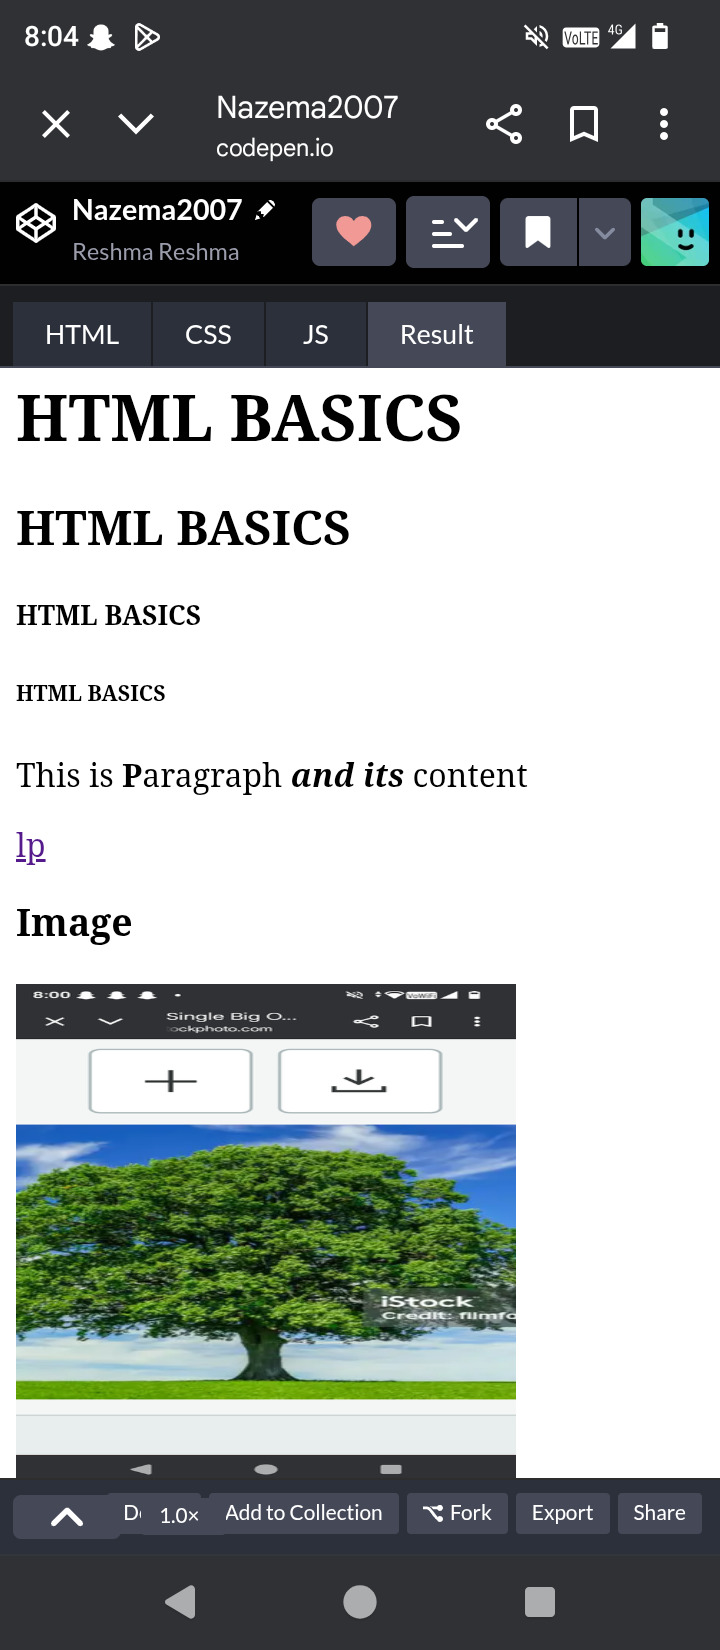 8:04
VoLTE 4G
Nazema2007
codepen.io
Nazema2007
Reshma Reshma
HTML CSS JS Result
HTML BASICS
HTML BASICS
HTML BASICS
HTML BASICS
This is Paragraph and its content
lp
Image
8:00 VoWiFi
Single Big O...
ockphoto.com
iStock
Credit: filmfo
1.0× Add to Collection Fork Export Share